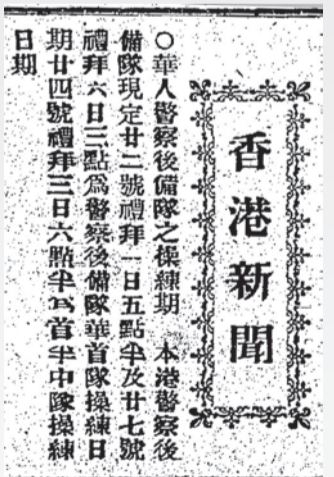 香港新聞
○華人警察後備隊之操練期　本港警察後
備隊現定廿二號禮拜一日五點半及廿七號
禮拜六日三點爲警察後備隊華首隊操練日
期廿四號禮拜三日六點半爲首半中隊操練
日期